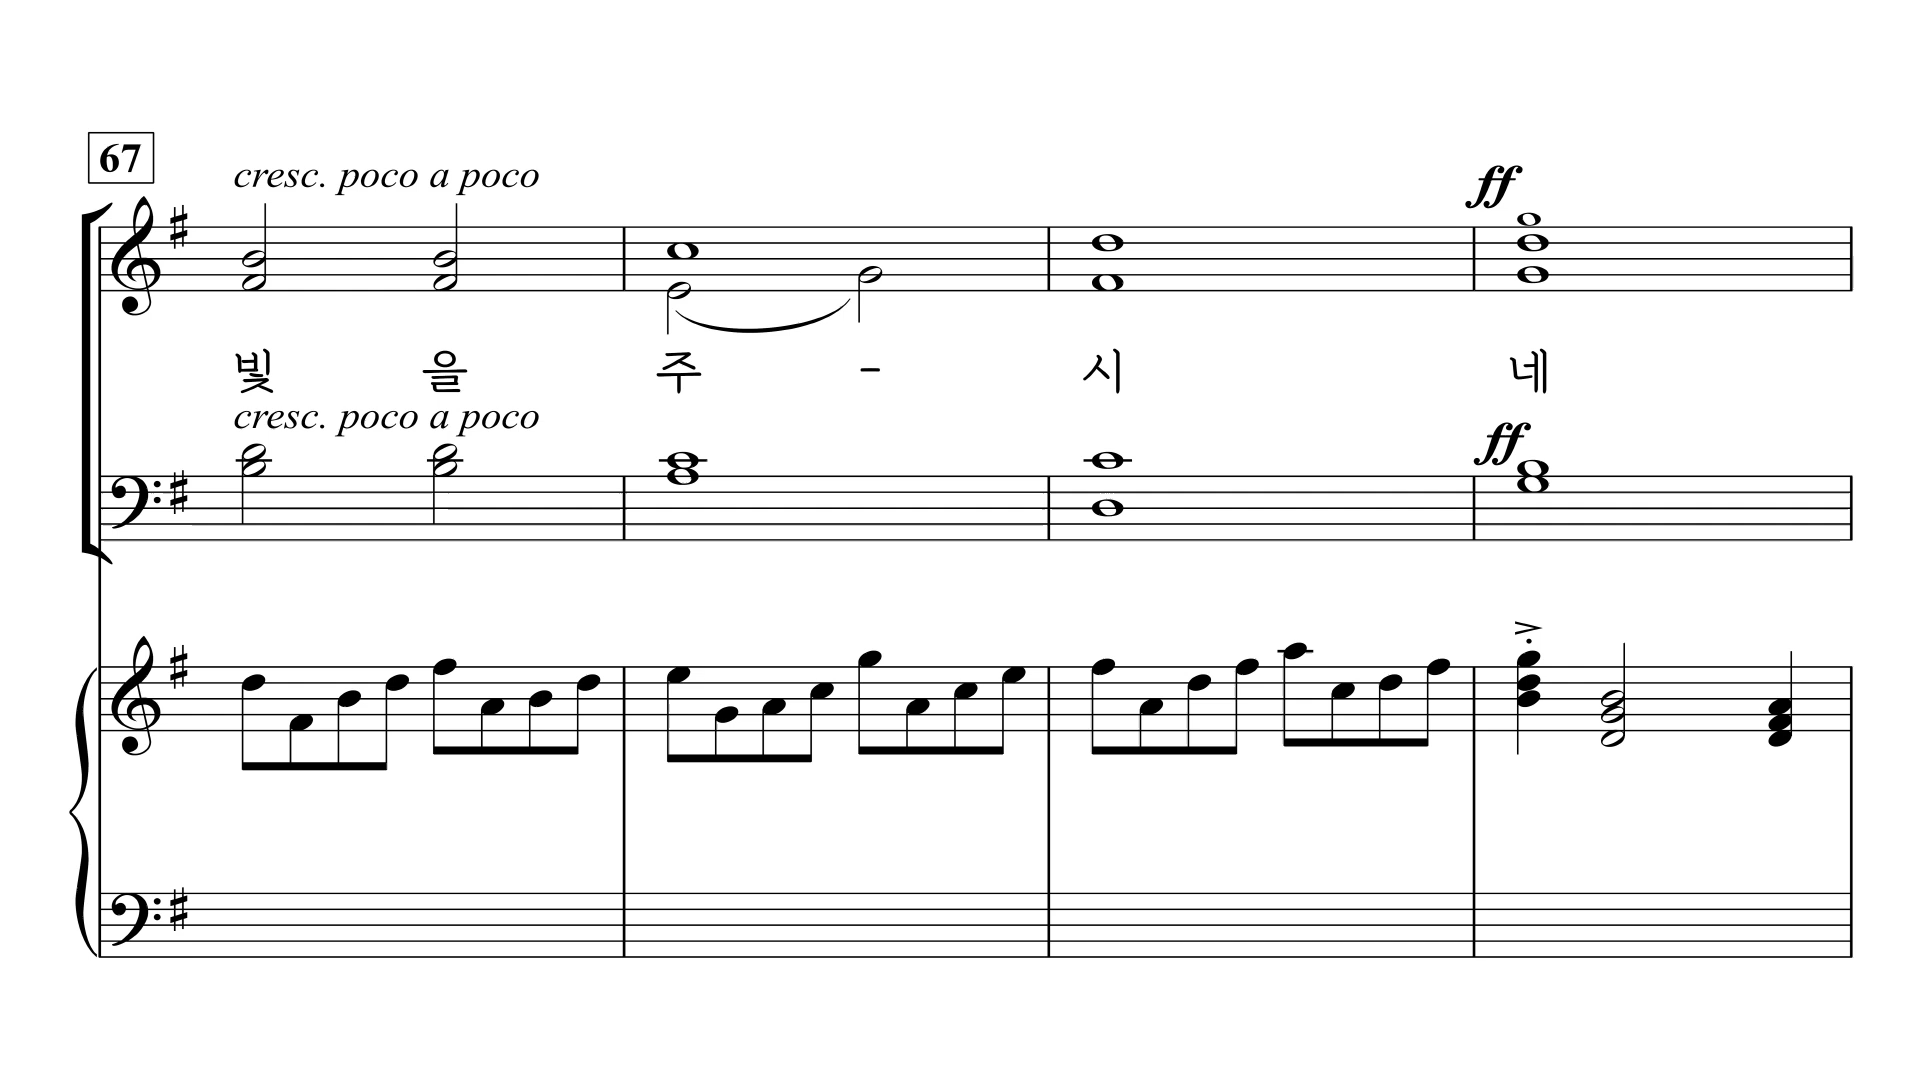 67
cresc. poco a poco
ff
빛 을 주 - 시 네
cresc. poco a poco
ff